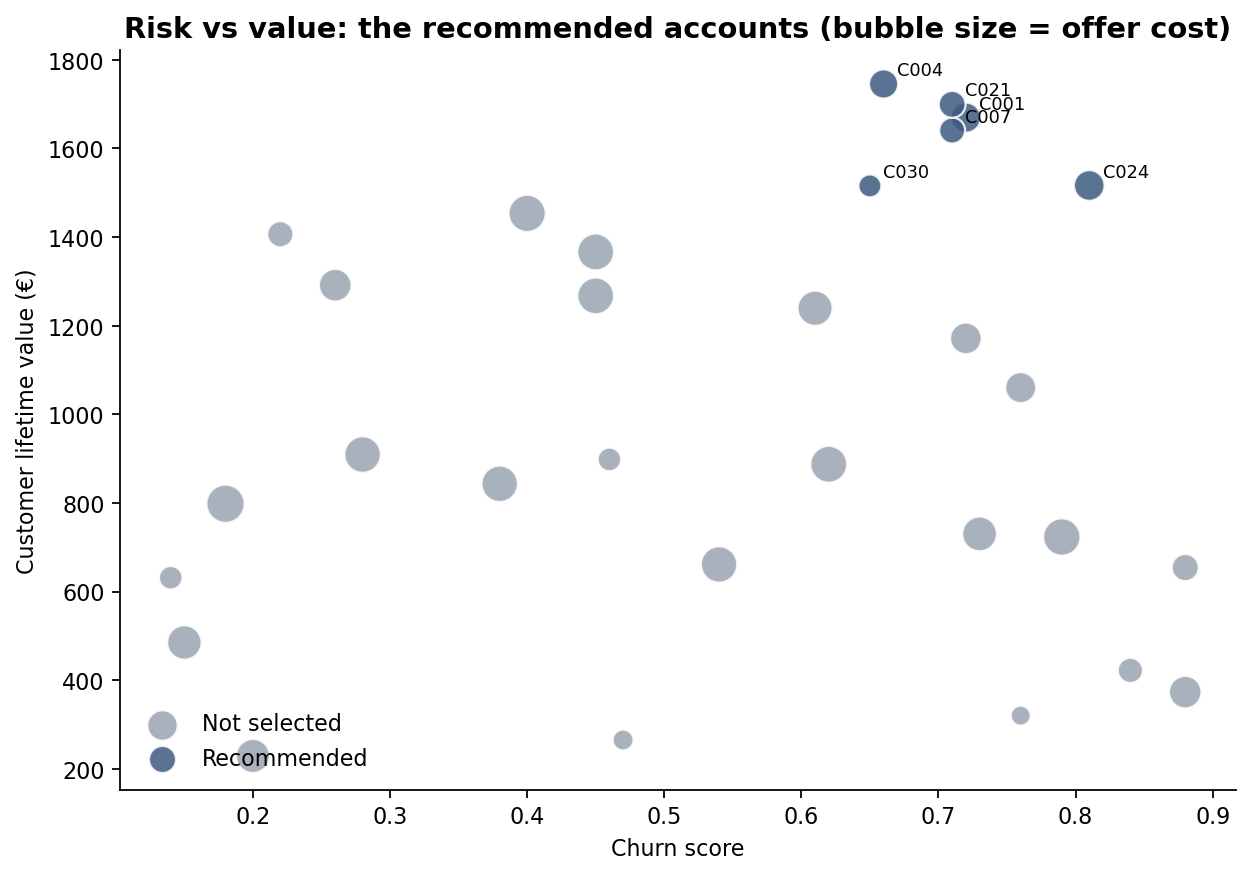 Risk vs value: the recommended accounts (bubble size = offer cost)
Customer lifetime value (€)
1800
1600
1400
1200
1000
800
600
400
200
C004
C021
C001
C007
C030
C024
Not selected
Recommended
0.2 0.3 0.4 0.5 0.6 0.7 0.8 0.9
Churn score